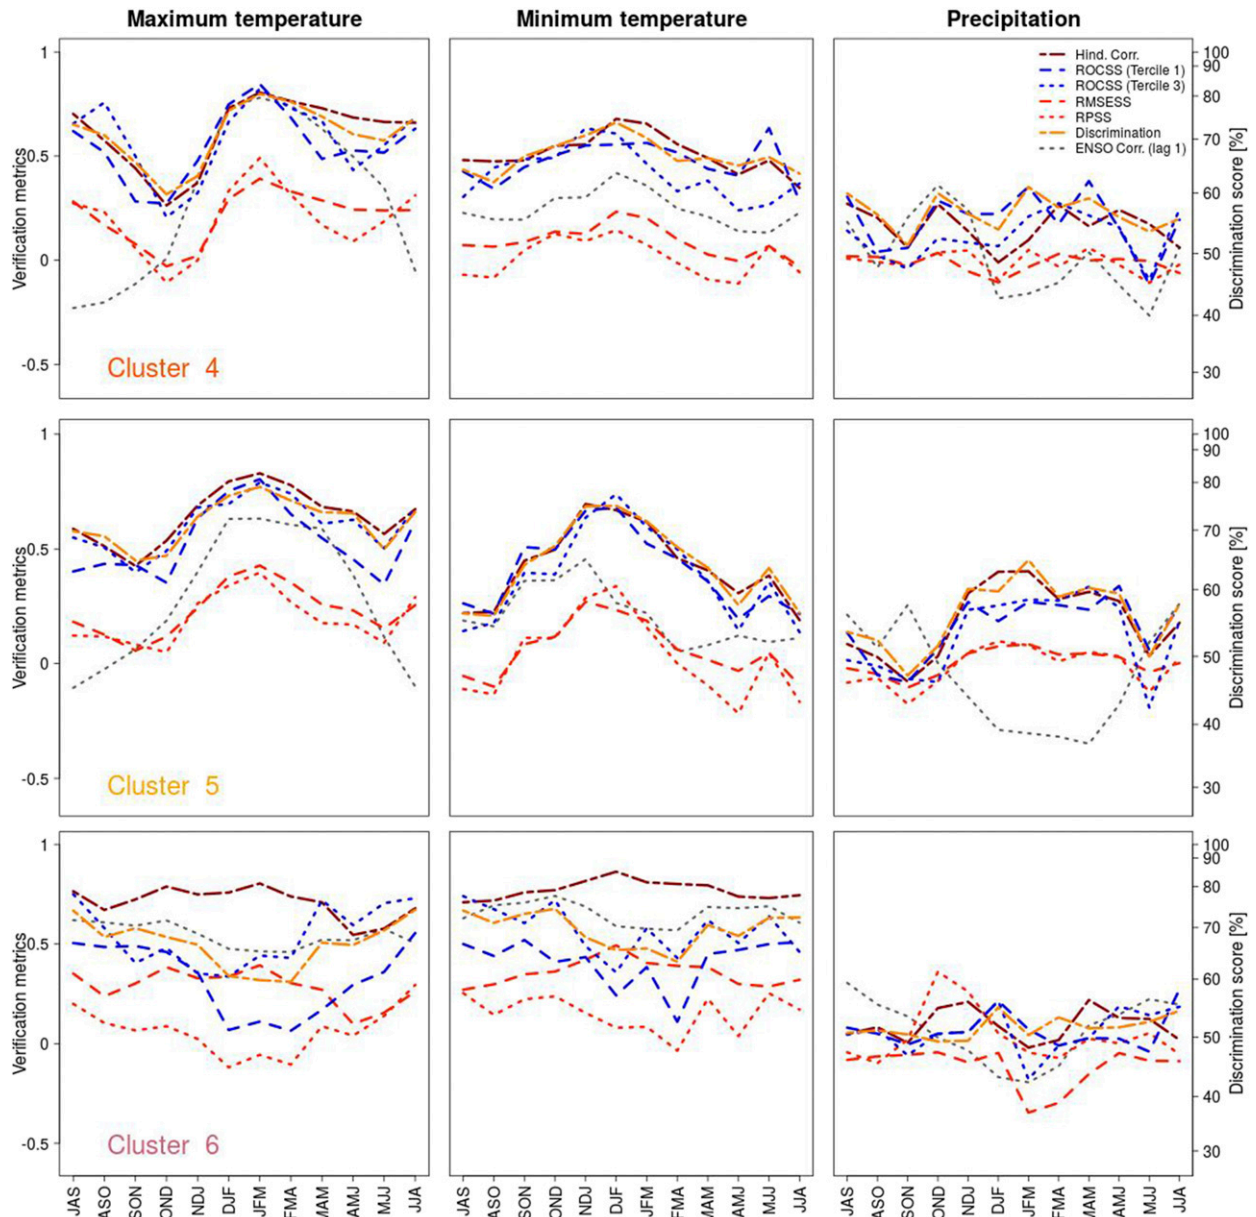 Maximum temperature
Minimum temperature
Precipitation
Verification metrics
1
0.5
0
-0.5
Cluster 4
Hind. Corr.
ROCSS (Tercile 1)
ROCSS (Tercile 3)
RMSESS
RPSS
Discrimination
ENSO Corr. (lag 1)
100
90
80
70
60
50
40
30
Discrimination score [%]
Verification metrics
1
0.5
0
-0.5
Cluster 5
100
90
80
70
60
50
40
30
Discrimination score [%]
Verification metrics
1
0.5
0
-0.5
Cluster 6
100
90
80
70
60
50
40
30
Discrimination score [%]
JAS ASO SON OND NDJ DJF JFM FMA MAM AMJ MJJ JJA
JAS ASO SON OND NDJ DJF JFM FMA MAM AMJ MJJ JJA
JAS ASO SON OND NDJ DJF JFM FMA MAM AMJ MJJ JJA